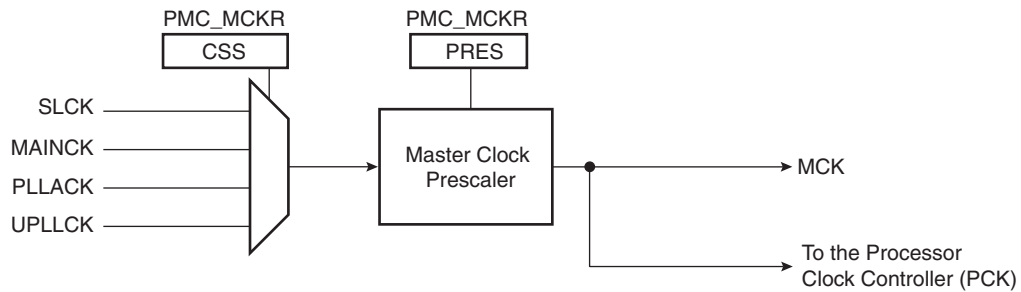 PMC_MCKR
PMC_MCKR
CSS
PRES
SLCK
MAINCK
PLLACK
UPLLCK
Master Clock
Prescaler
MCK
To the Processor
Clock Controller (PCK)